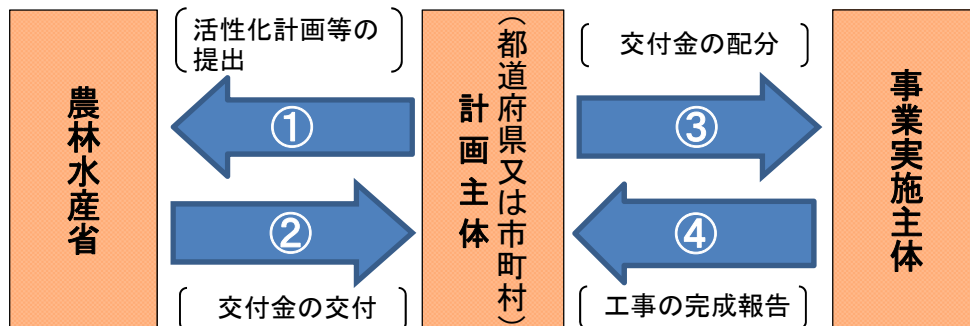 農林水産省
活性化計画等の
提出
①
②
交付金の交付
計画主体
(都道府県又は市町村)
交付金の配分
③
④
工事の完成報告
事業実施主体